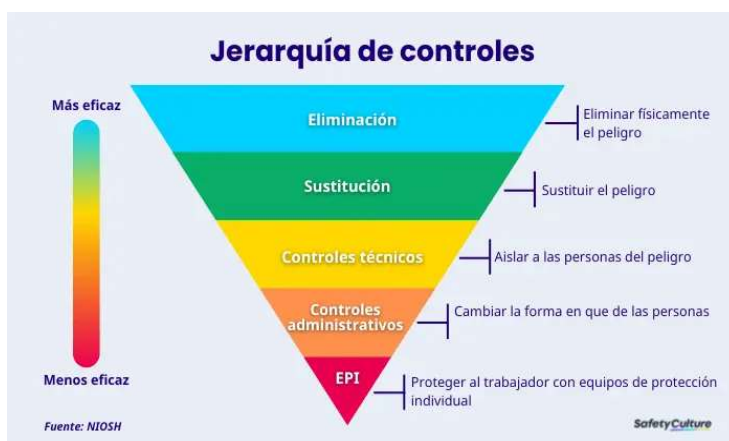 Jerarquía de controles
Más eficaz
Menos eficaz
Eliminación
Eliminar físicamente
el peligro
Sustitución
Sustituir el peligro
Controles técnicos
Aislar a las personas del peligro
Controles
administrativos
Cambiar la forma en que de las personas
EPI
Proteger al trabajador con equipos de protección
individual
Fuente: NIOSH
SafetyCulture